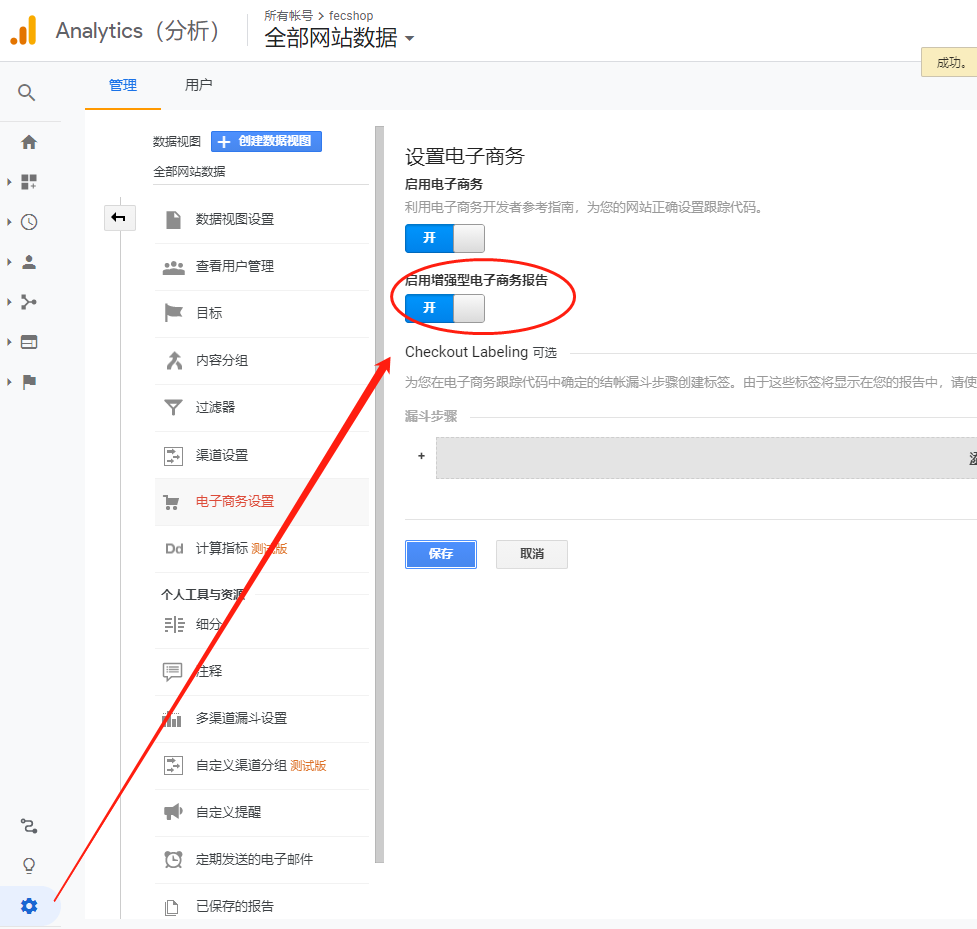 Analytics（分析）
所有帐号 > fecshop
全部网站数据
成功。
管理
用户
数据视图
+ 创建数据视图
全部网站数据
数据视图设置
查看用户管理
目标
内容分组
过滤器
渠道设置
电子商务设置
Dd 计算指标 测试版
个人工具与资源
细分
注释
多渠道漏斗设置
自定义渠道分组 测试版
自定义提醒
定期发送的电子邮件
已保存的报告
设置电子商务
启用电子商务
利用电子商务开发者参考指南，为您的网站正确设置跟踪代码。
开
启用增强型电子商务报告
开
Checkout Labeling 可选
为您在电子商务跟踪代码中确定的结帐漏斗步骤创建标签。由于这些标签将显示在您的报告中，请使
漏斗步骤
+
保存
取消